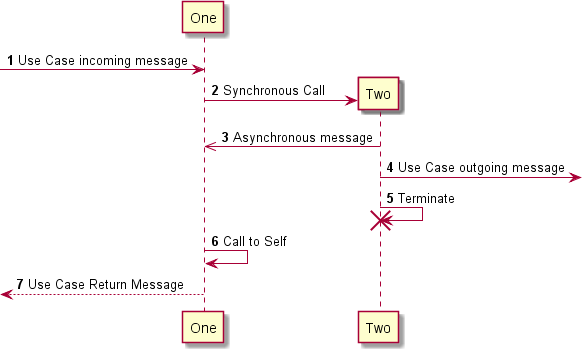 One
1 Use Case incoming message
2 Synchronous Call
Two
3 Asynchronous message
4 Use Case outgoing message
5 Terminate
6 Call to Self
7 Use Case Return Message
One
Two